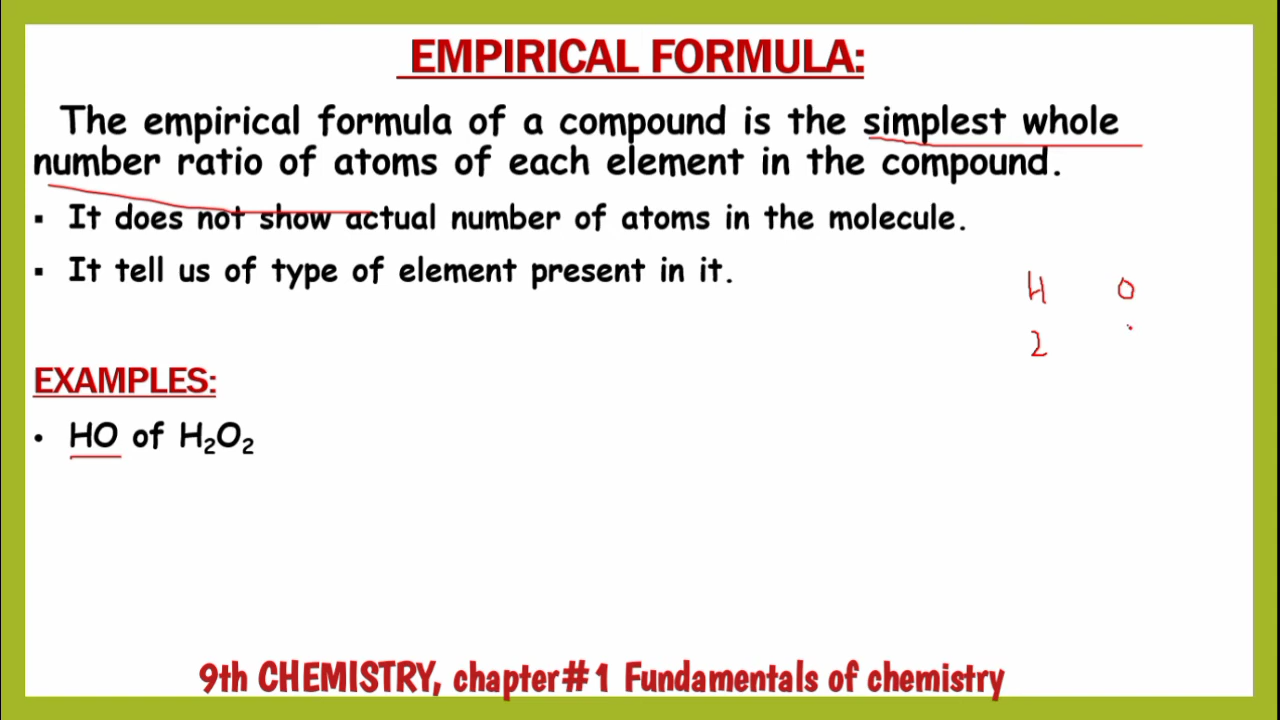 EMPIRICAL FORMULA:
The empirical formula of a compound is the simplest whole
number ratio of atoms of each element in the compound.
▪ It does not show actual number of atoms in the molecule.
▪ It tell us of type of element present in it.
H O
2
EXAMPLES:
• HO of H₂O₂
9th CHEMISTRY, chapter#1 Fundamentals of chemistry